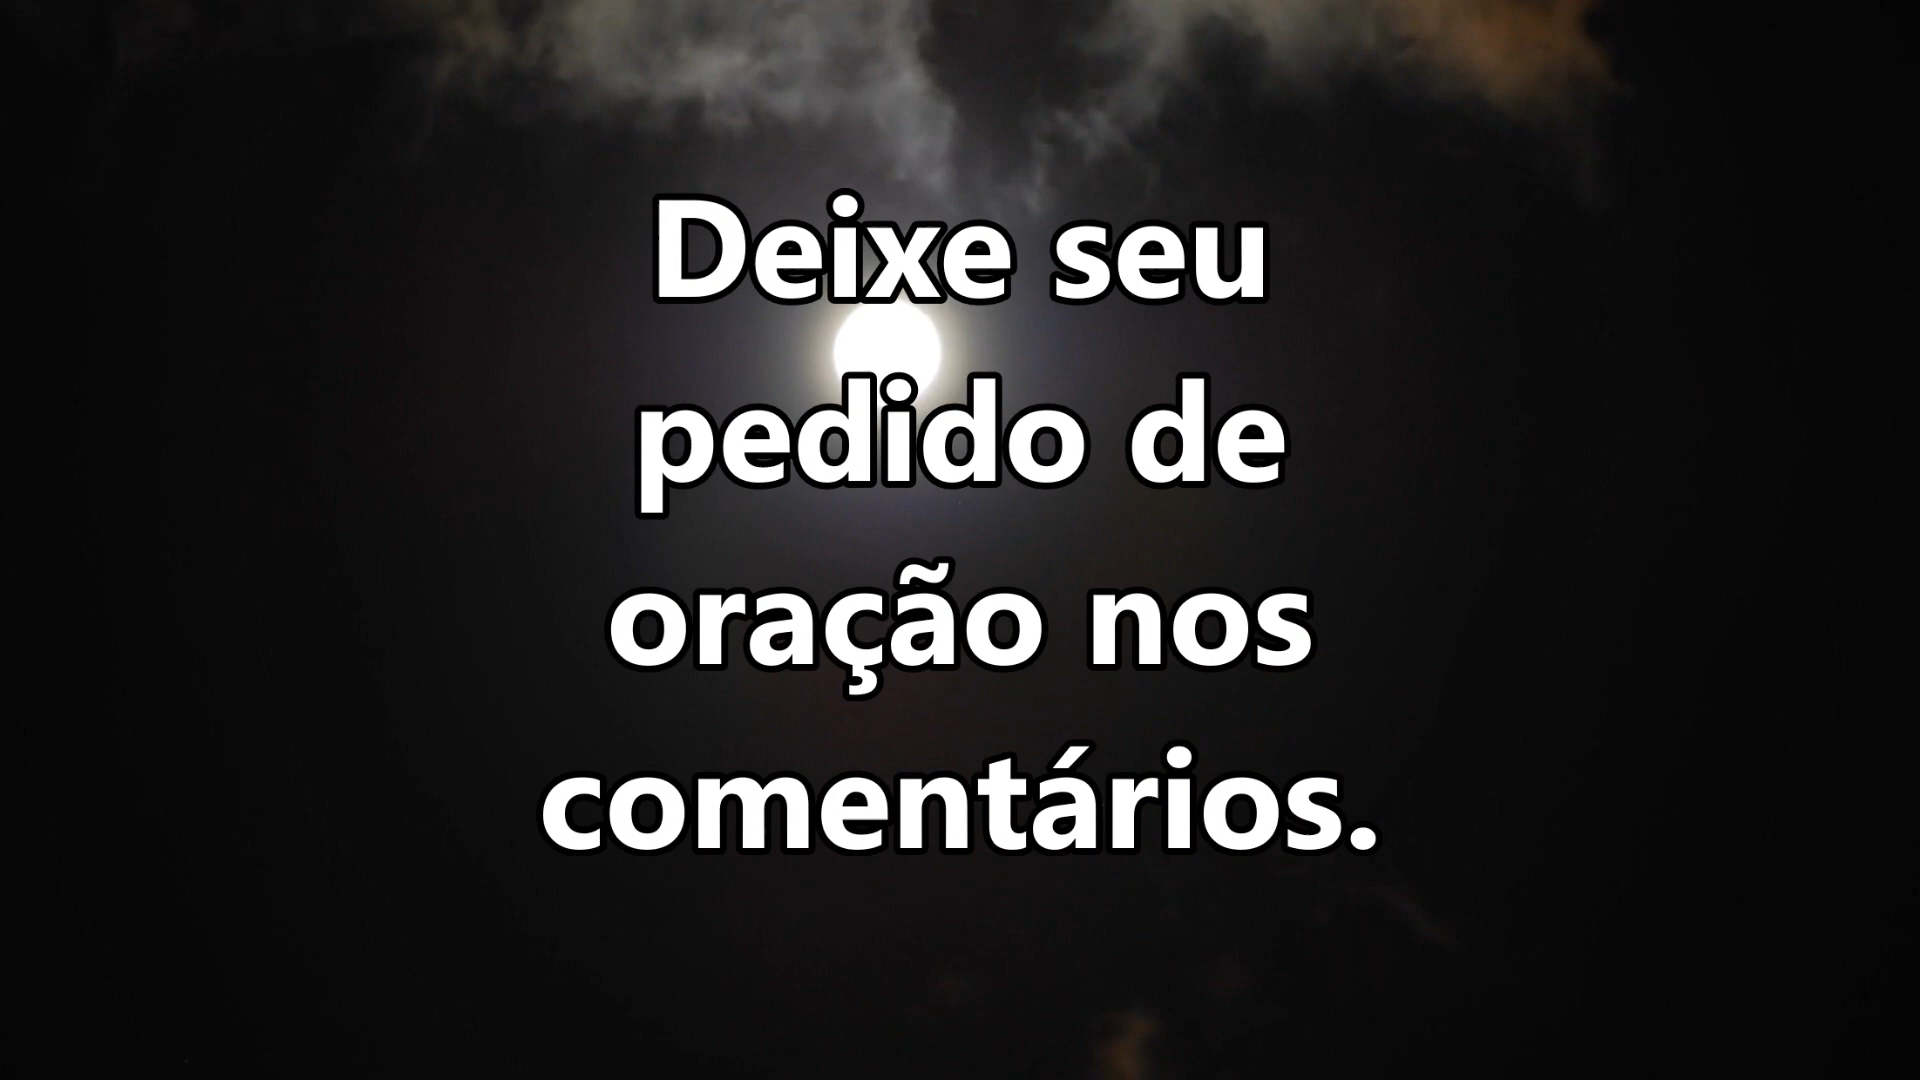 Deixe seu
pedido de
oração nos
comentários.